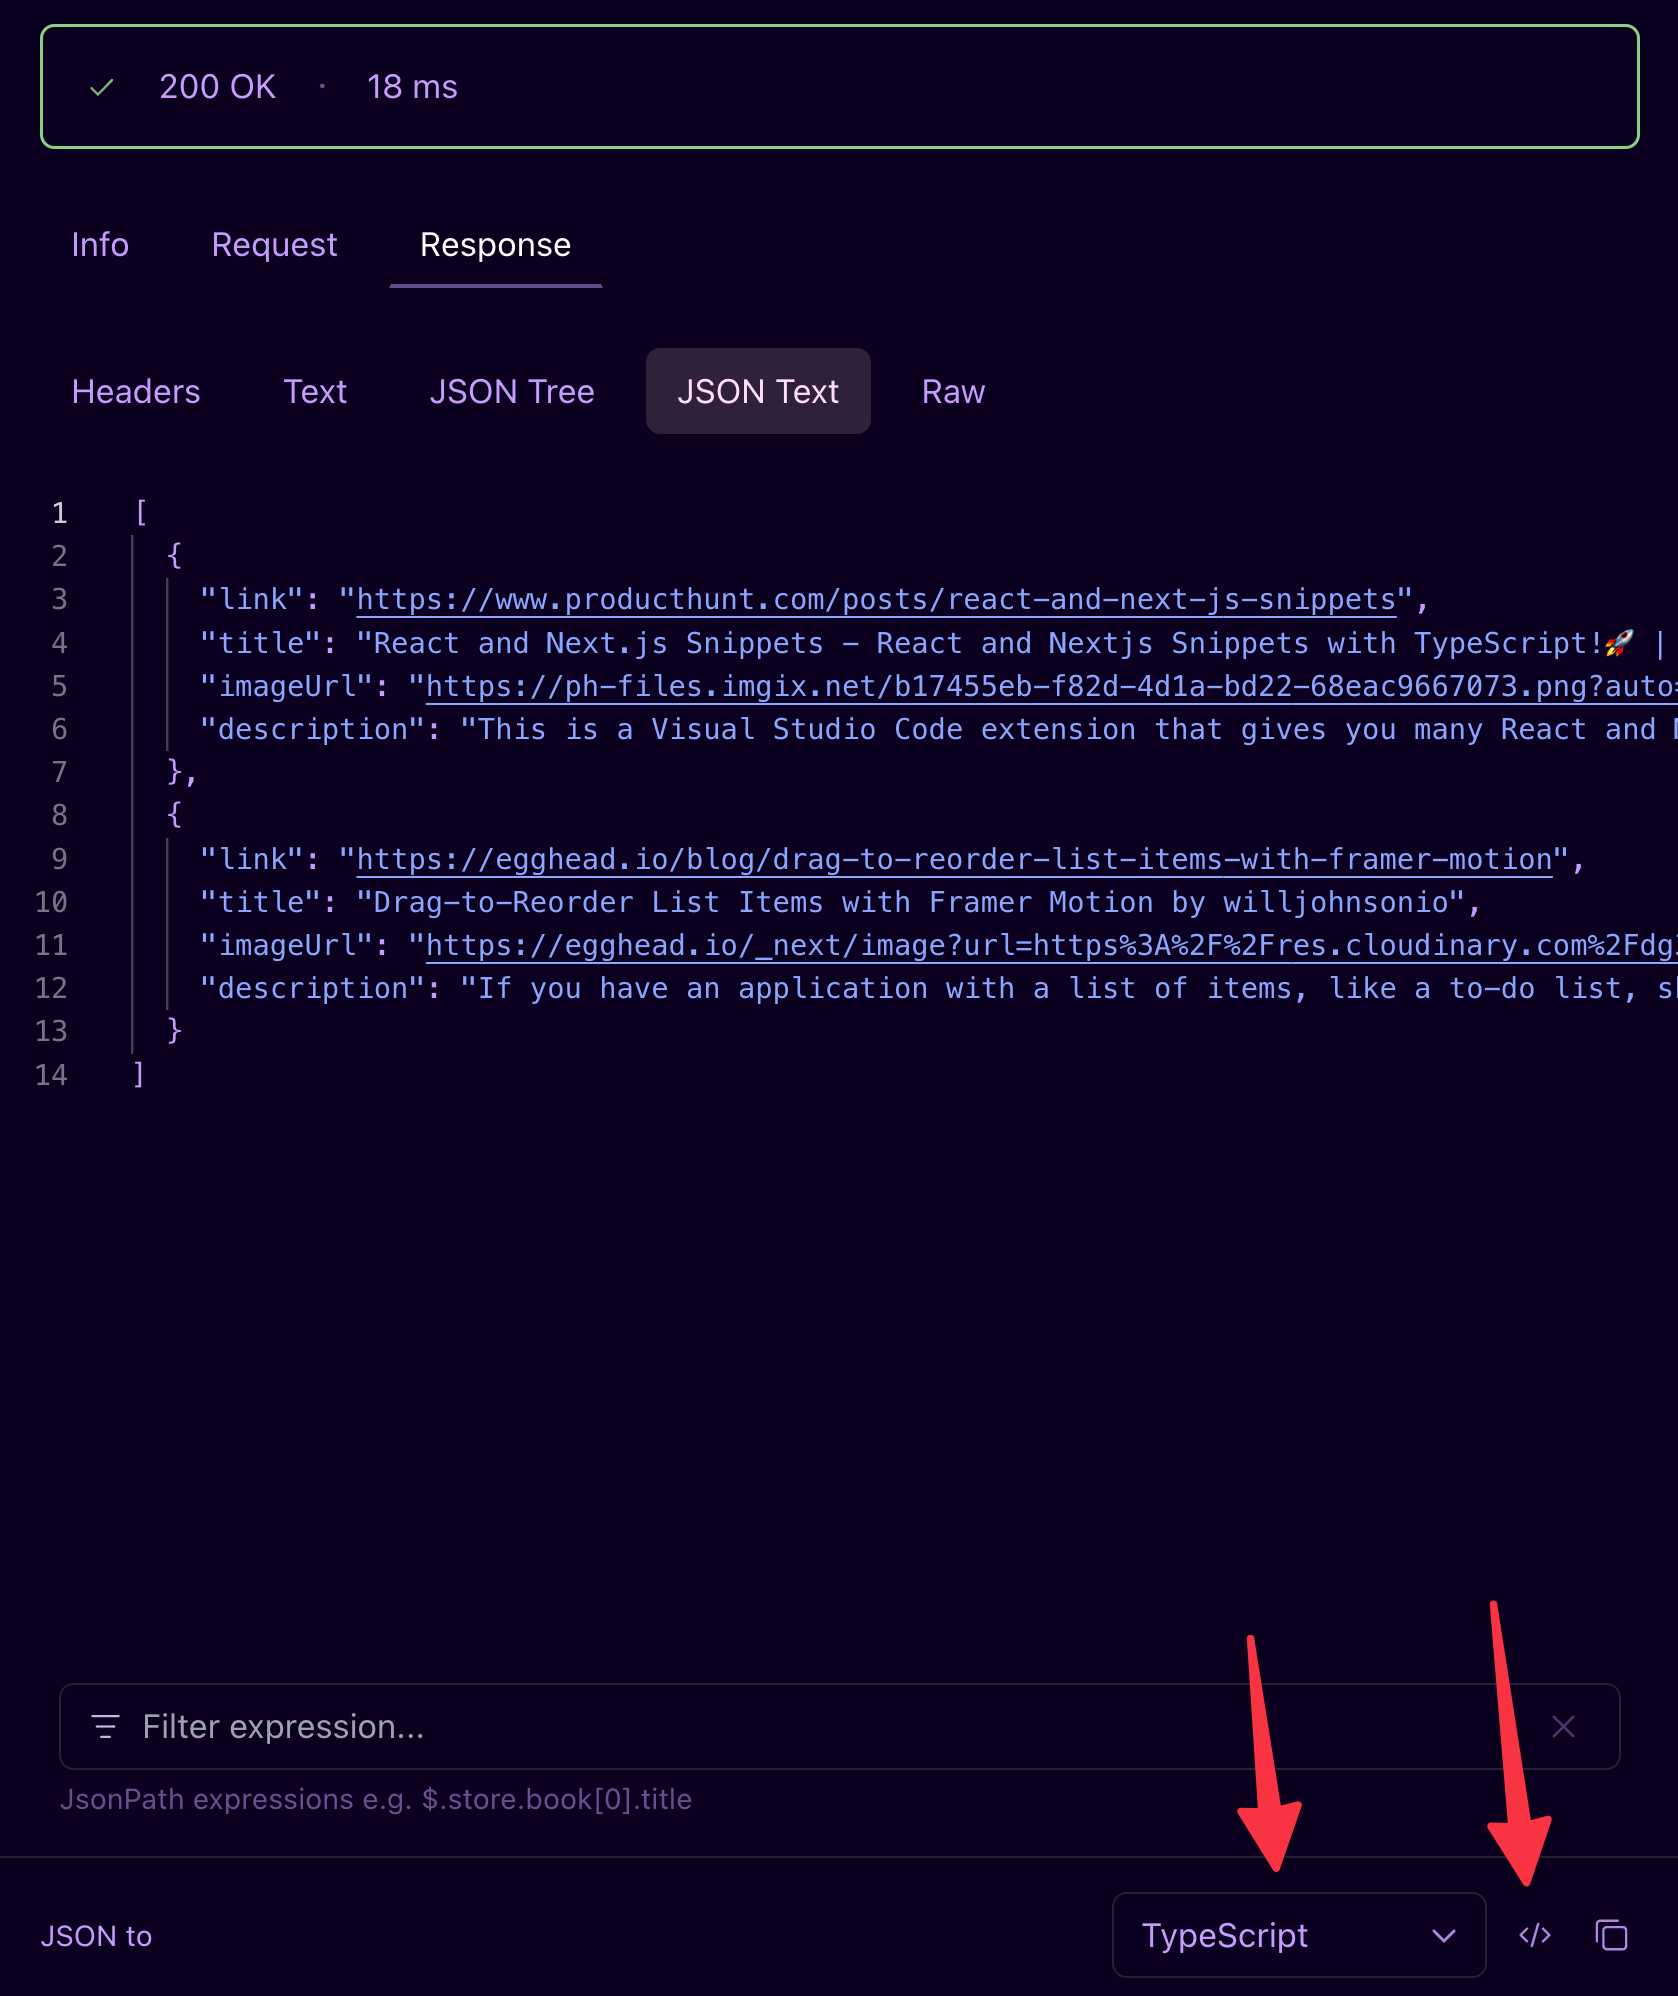 200 OK · 18 ms
Info Request Response
Headers Text JSON Tree JSON Text Raw
1 [
2 {
3 "link": "https://www.producthunt.com/posts/react-and-next-js-snippets",
4 "title": "React and Next.js Snippets - React and Nextjs Snippets with TypeScript!🚀 |
5 "imageUrl": "https://ph-files.imgix.net/b17455eb-f82d-4d1a-bd22-68eac9667073.png?auto=
6 "description": "This is a Visual Studio Code extension that gives you many React and
7 },
8 {
9 "link": "https://egghead.io/blog/drag-to-reorder-list-items-with-framer-motion",
10 "title": "Drag-to-Reorder List Items with Framer Motion by willjohnsonio",
11 "imageUrl": "https://egghead.io/_next/image?url=https%3A%2F%2Fres.cloudinary.com%2Fdg
12 "description": "If you have an application with a list of items, like a to-do list,
13 }
14 ]
Filter expression...
JsonPath expressions e.g. $.store.book[0].title
JSON to TypeScript </>